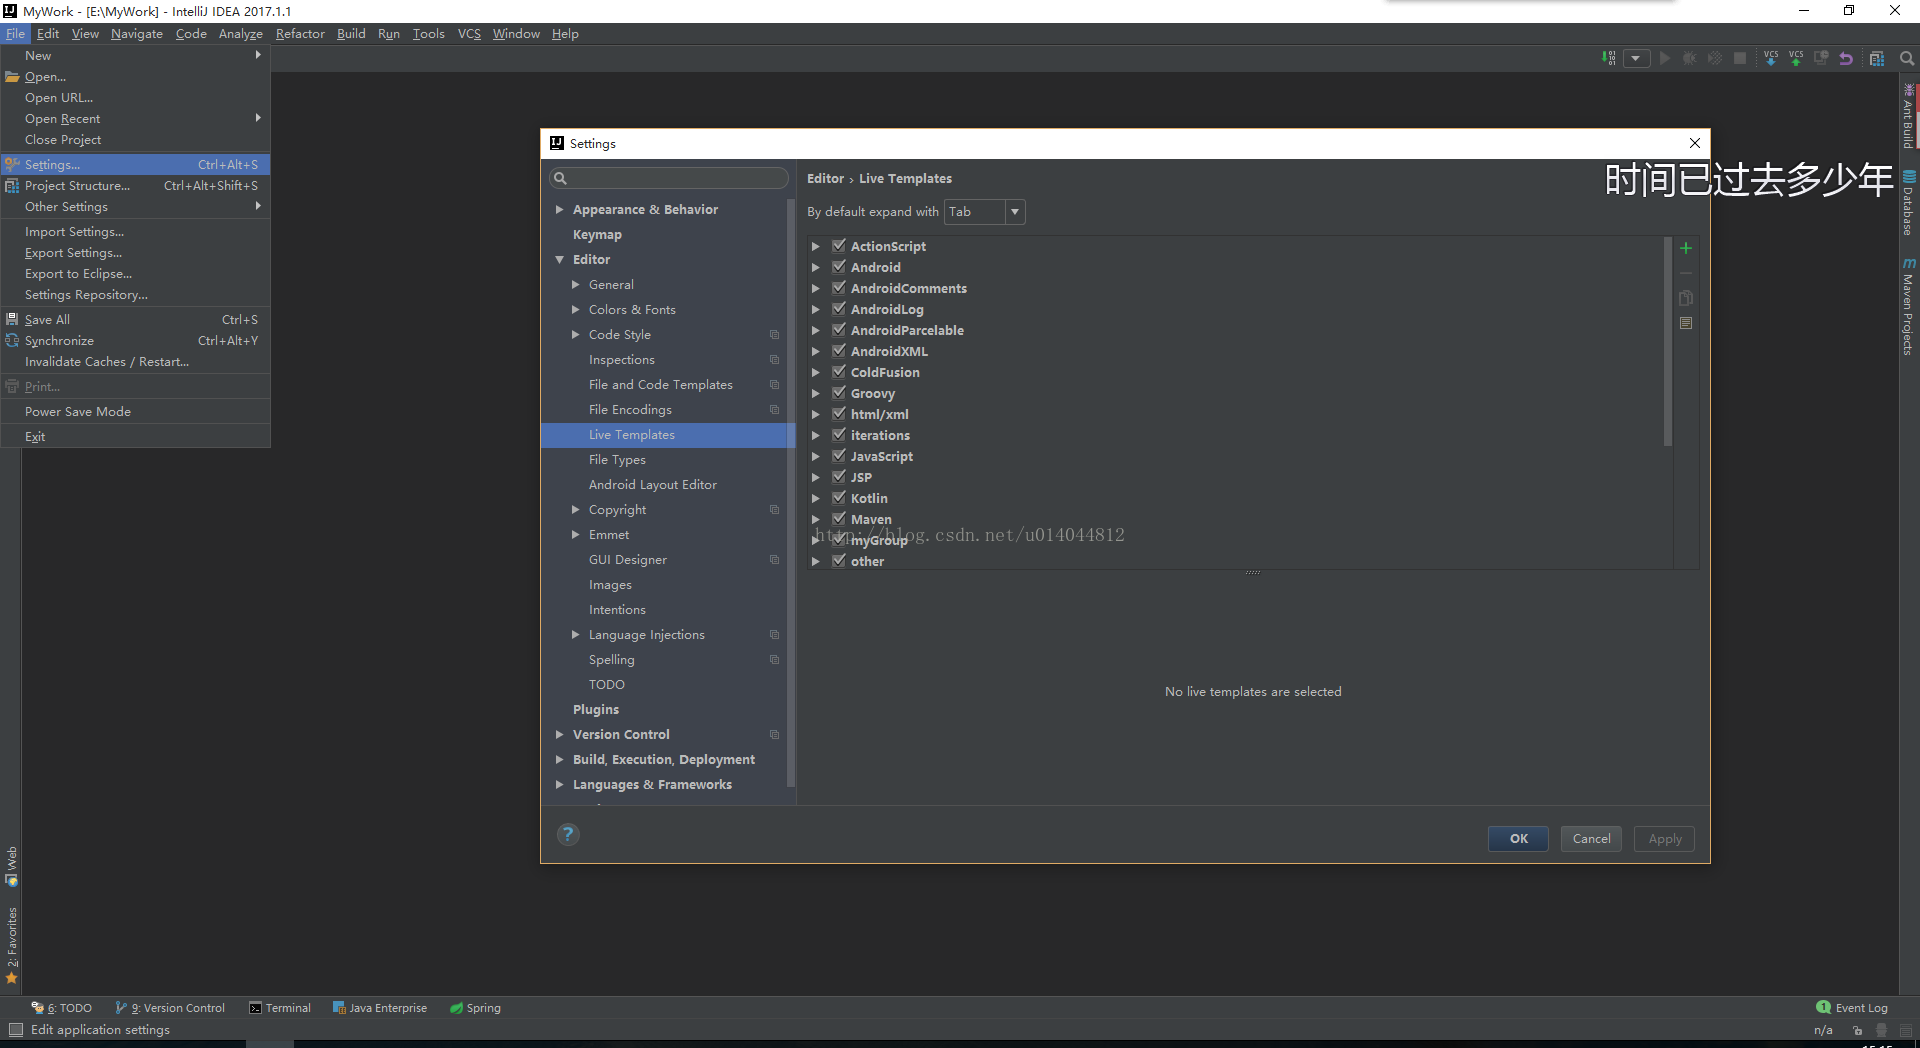 MyWork - [E:\MyWork] - IntelliJ IDEA 2017.1.1
File Edit View Navigate Code Analyze Refactor Build Run Tools VCS Window Help
New
Open...
Open URL...
Open Recent
Close Project
Settings... Ctrl+Alt+S
Project Structure... Ctrl+Alt+Shift+S
Other Settings
Import Settings...
Export Settings...
Export to Eclipse...
Settings Repository...
Save All Ctrl+S
Synchronize Ctrl+Alt+Y
Invalidate Caches / Restart...
Print...
Power Save Mode
Exit
VCS VCS
Settings
Appearance & Behavior
Keymap
Editor
General
Colors & Fonts
Code Style
Inspections
File and Code Templates
File Encodings
Live Templates
File Types
Android Layout Editor
Copyright
Emmet
GUI Designer
Images
Intentions
Language Injections
Spelling
TODO
Plugins
Version Control
Build, Execution, Deployment
Languages & Frameworks
Editor › Live Templates
By default expand with Tab
ActionScript
Android
AndroidComments
AndroidLog
AndroidParcelable
AndroidXML
ColdFusion
Groovy
html/xml
iterations
JavaScript
JSP
Kotlin
Maven
http://blog.csdn.net/u014044812
myGroup
other
No live templates are selected
? OK Cancel Apply
时间已过去多少年
Ant Build
Database
Maven Projects
Web
2: Favorites
6: TODO 9: Version Control Terminal Java Enterprise Spring 1 Event Log
Edit application settings n/a